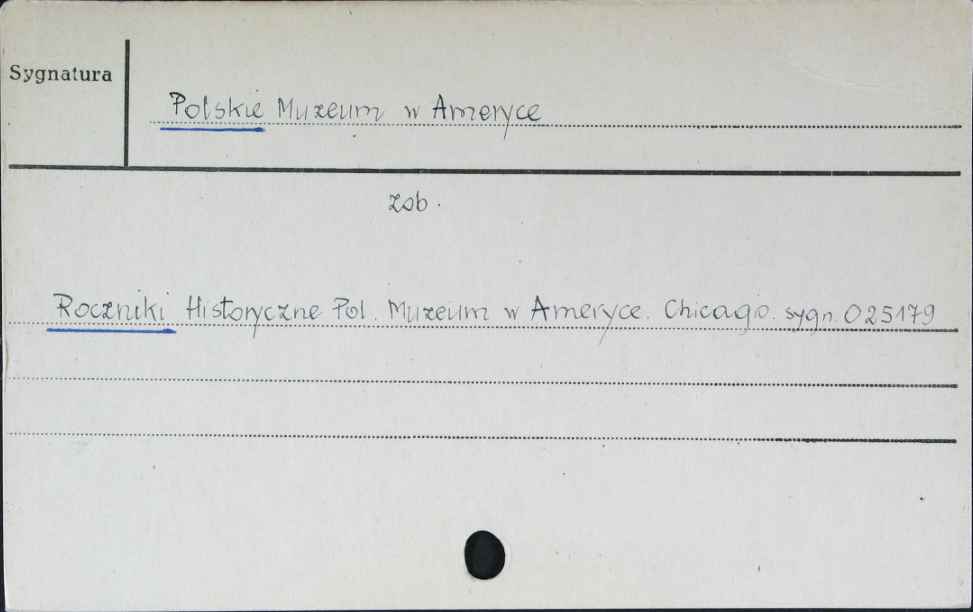 Sygnatura
Polskie Muzeum w Ameryce
zob.
Roczniki Historyczne Pol. Muzeum w Ameryce. Chicago. sygn. 025179